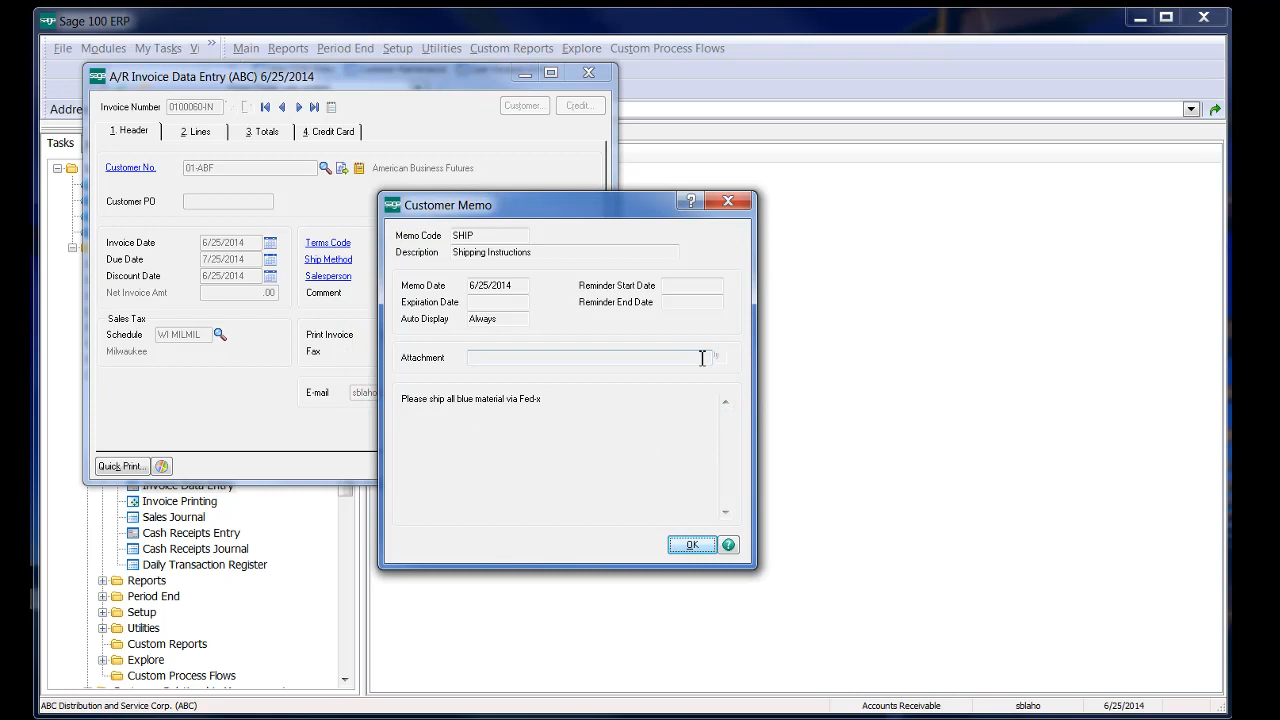 sage Sage 100 ERP
File Modules My Tasks V » Main Reports Period End Setup Utilities Custom Reports Explore Custom Process Flows
sage A/R Invoice Data Entry (ABC) 6/25/2014
Addre
Invoice Number 0100060-IN Customer... Credit...
1. Header 2. Lines 3. Totals 4. Credit Card
Tasks
Customer No. 01-ABF American Business Futures
Customer PO
sage Customer Memo ?
Memo Code SHIP
Description Shipping Instructions
Invoice Date 6/25/2014 Terms Code
Due Date 7/25/2014 Ship Method
Discount Date 6/25/2014 Salesperson
Net Invoice Amt .00 Comment
Memo Date 6/25/2014 Reminder Start Date
Expiration Date Reminder End Date
Auto Display Always
Sales Tax
Schedule WI MILMIL Print Invoice
Milwaukee Fax
Attachment
E-mail sblaho
Please ship all blue material via Fed-x
Quick Print...
Invoice Data Entry
Invoice Printing
Sales Journal
Cash Receipts Entry
OK
Cash Receipts Journal
Daily Transaction Register
Reports
Period End
Setup
Utilities
Custom Reports
Explore
Custom Process Flows
ABC Distribution and Service Corp. (ABC) Accounts Receivable sblaho 6/25/2014